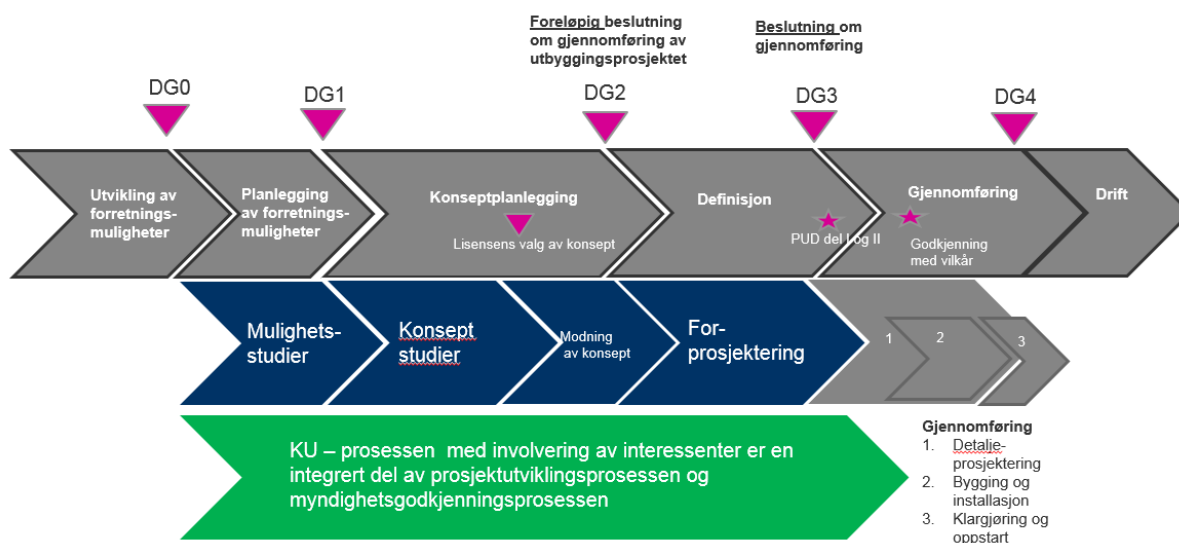 Foreløpig beslutning
om gjennomføring av
utbyggingsprosjektet
Beslutning om
gjennomføring
DG0
DG1
DG2
DG3
DG4
Utvikling av
forretnings-
muligheter
Planlegging
av forretnings-
muligheter
Konseptplanlegging
Lisensens valg av konsept
Definisjon
PUD del I og II
Gjennomføring
Godkjenning
med vilkår
Drift
Mulighets-
studier
Konsept
studier
Modning
av konsept
For-
prosjektering
1
2
3
KU – prosessen med involvering av interessenter er en
integrert del av prosjektutviklingsprosessen og
myndighetsgodkjenningsprosessen
Gjennomføring
1. Detalje-
prosjektering
2. Bygging og
installasjon
3. Klargjøring og
oppstart